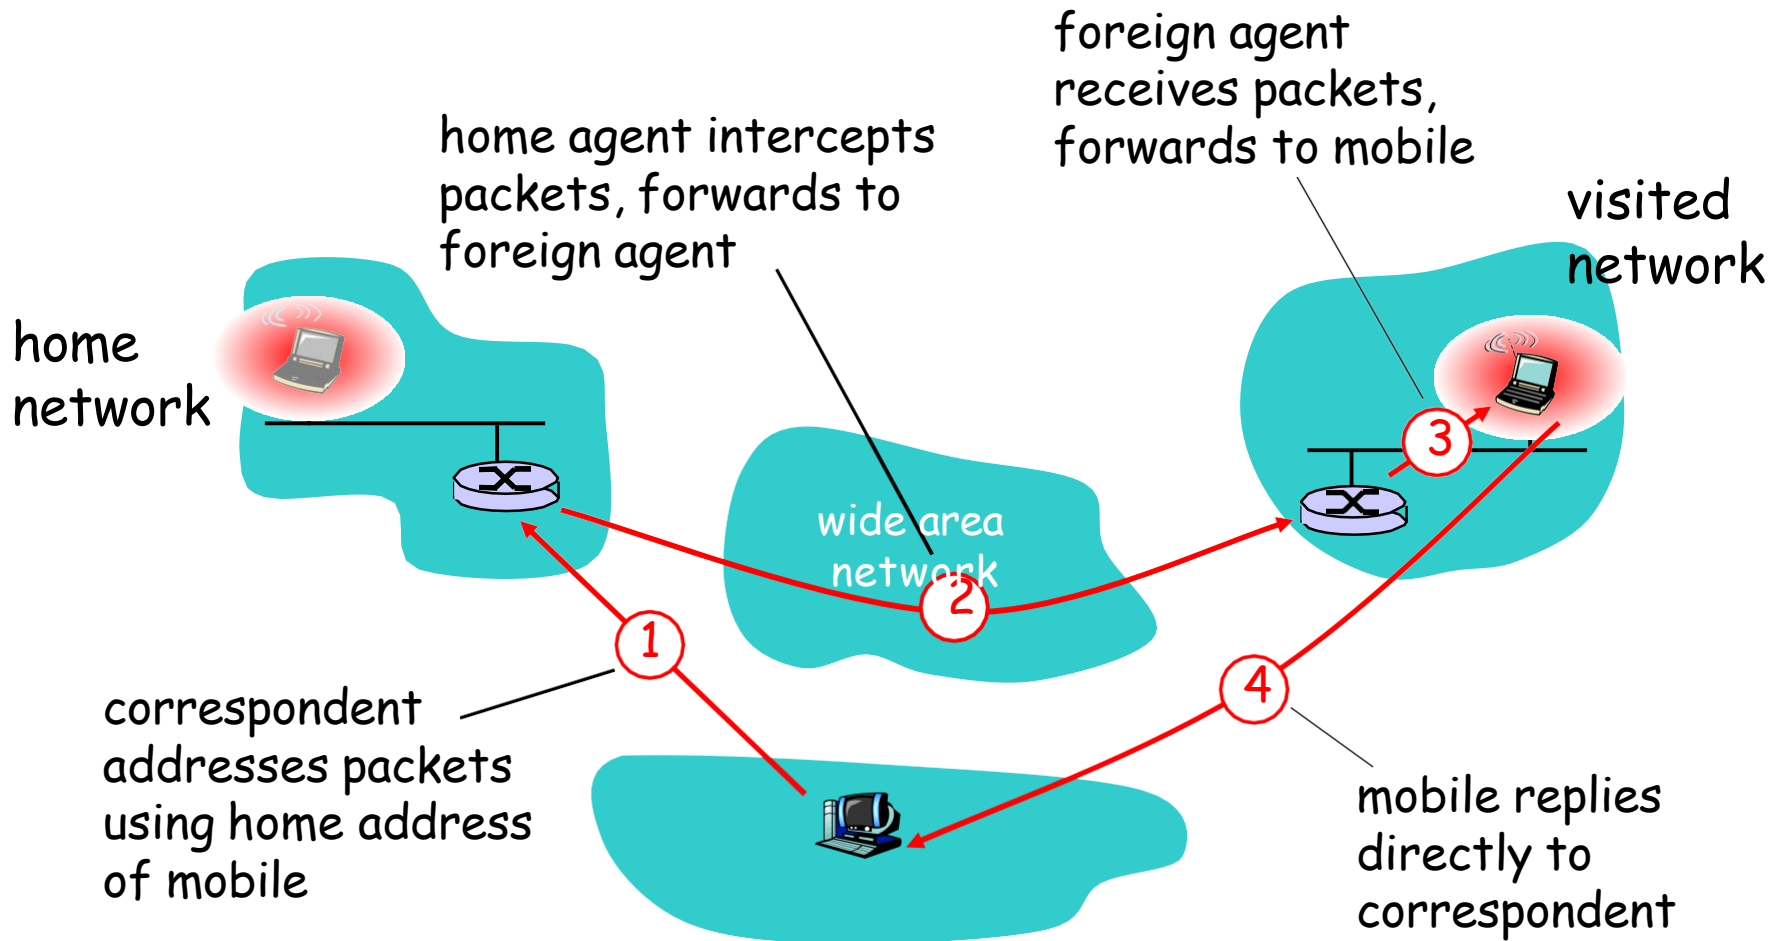 foreign agent
receives packets,
forwards to mobile
home agent intercepts
packets, forwards to
foreign agent
visited
network
home
network
3
wide area
network
2
1
4
correspondent
addresses packets
using home address
of mobile
mobile replies
directly to
correspondent